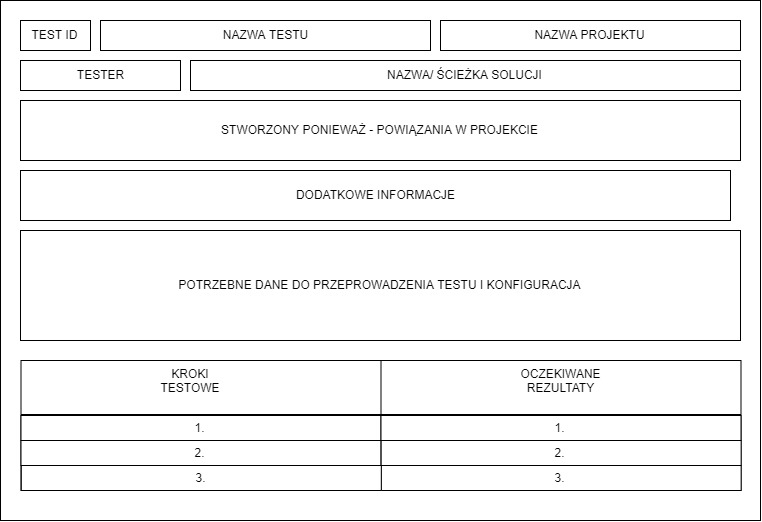 TEST ID
NAZWA TESTU
NAZWA PROJEKTU
TESTER
NAZWA/ ŚCIEŻKA SOLUCJI
STWORZONY PONIEWAŻ - POWIĄZANIA W PROJEKCIE
DODATKOWE INFORMACJE
POTRZEBNE DANE DO PRZEPROWADZENIA TESTU I KONFIGURACJA
KROKI
TESTOWE
OCZEKIWANE
REZULTATY
1.
1.
2.
2.
3.
3.